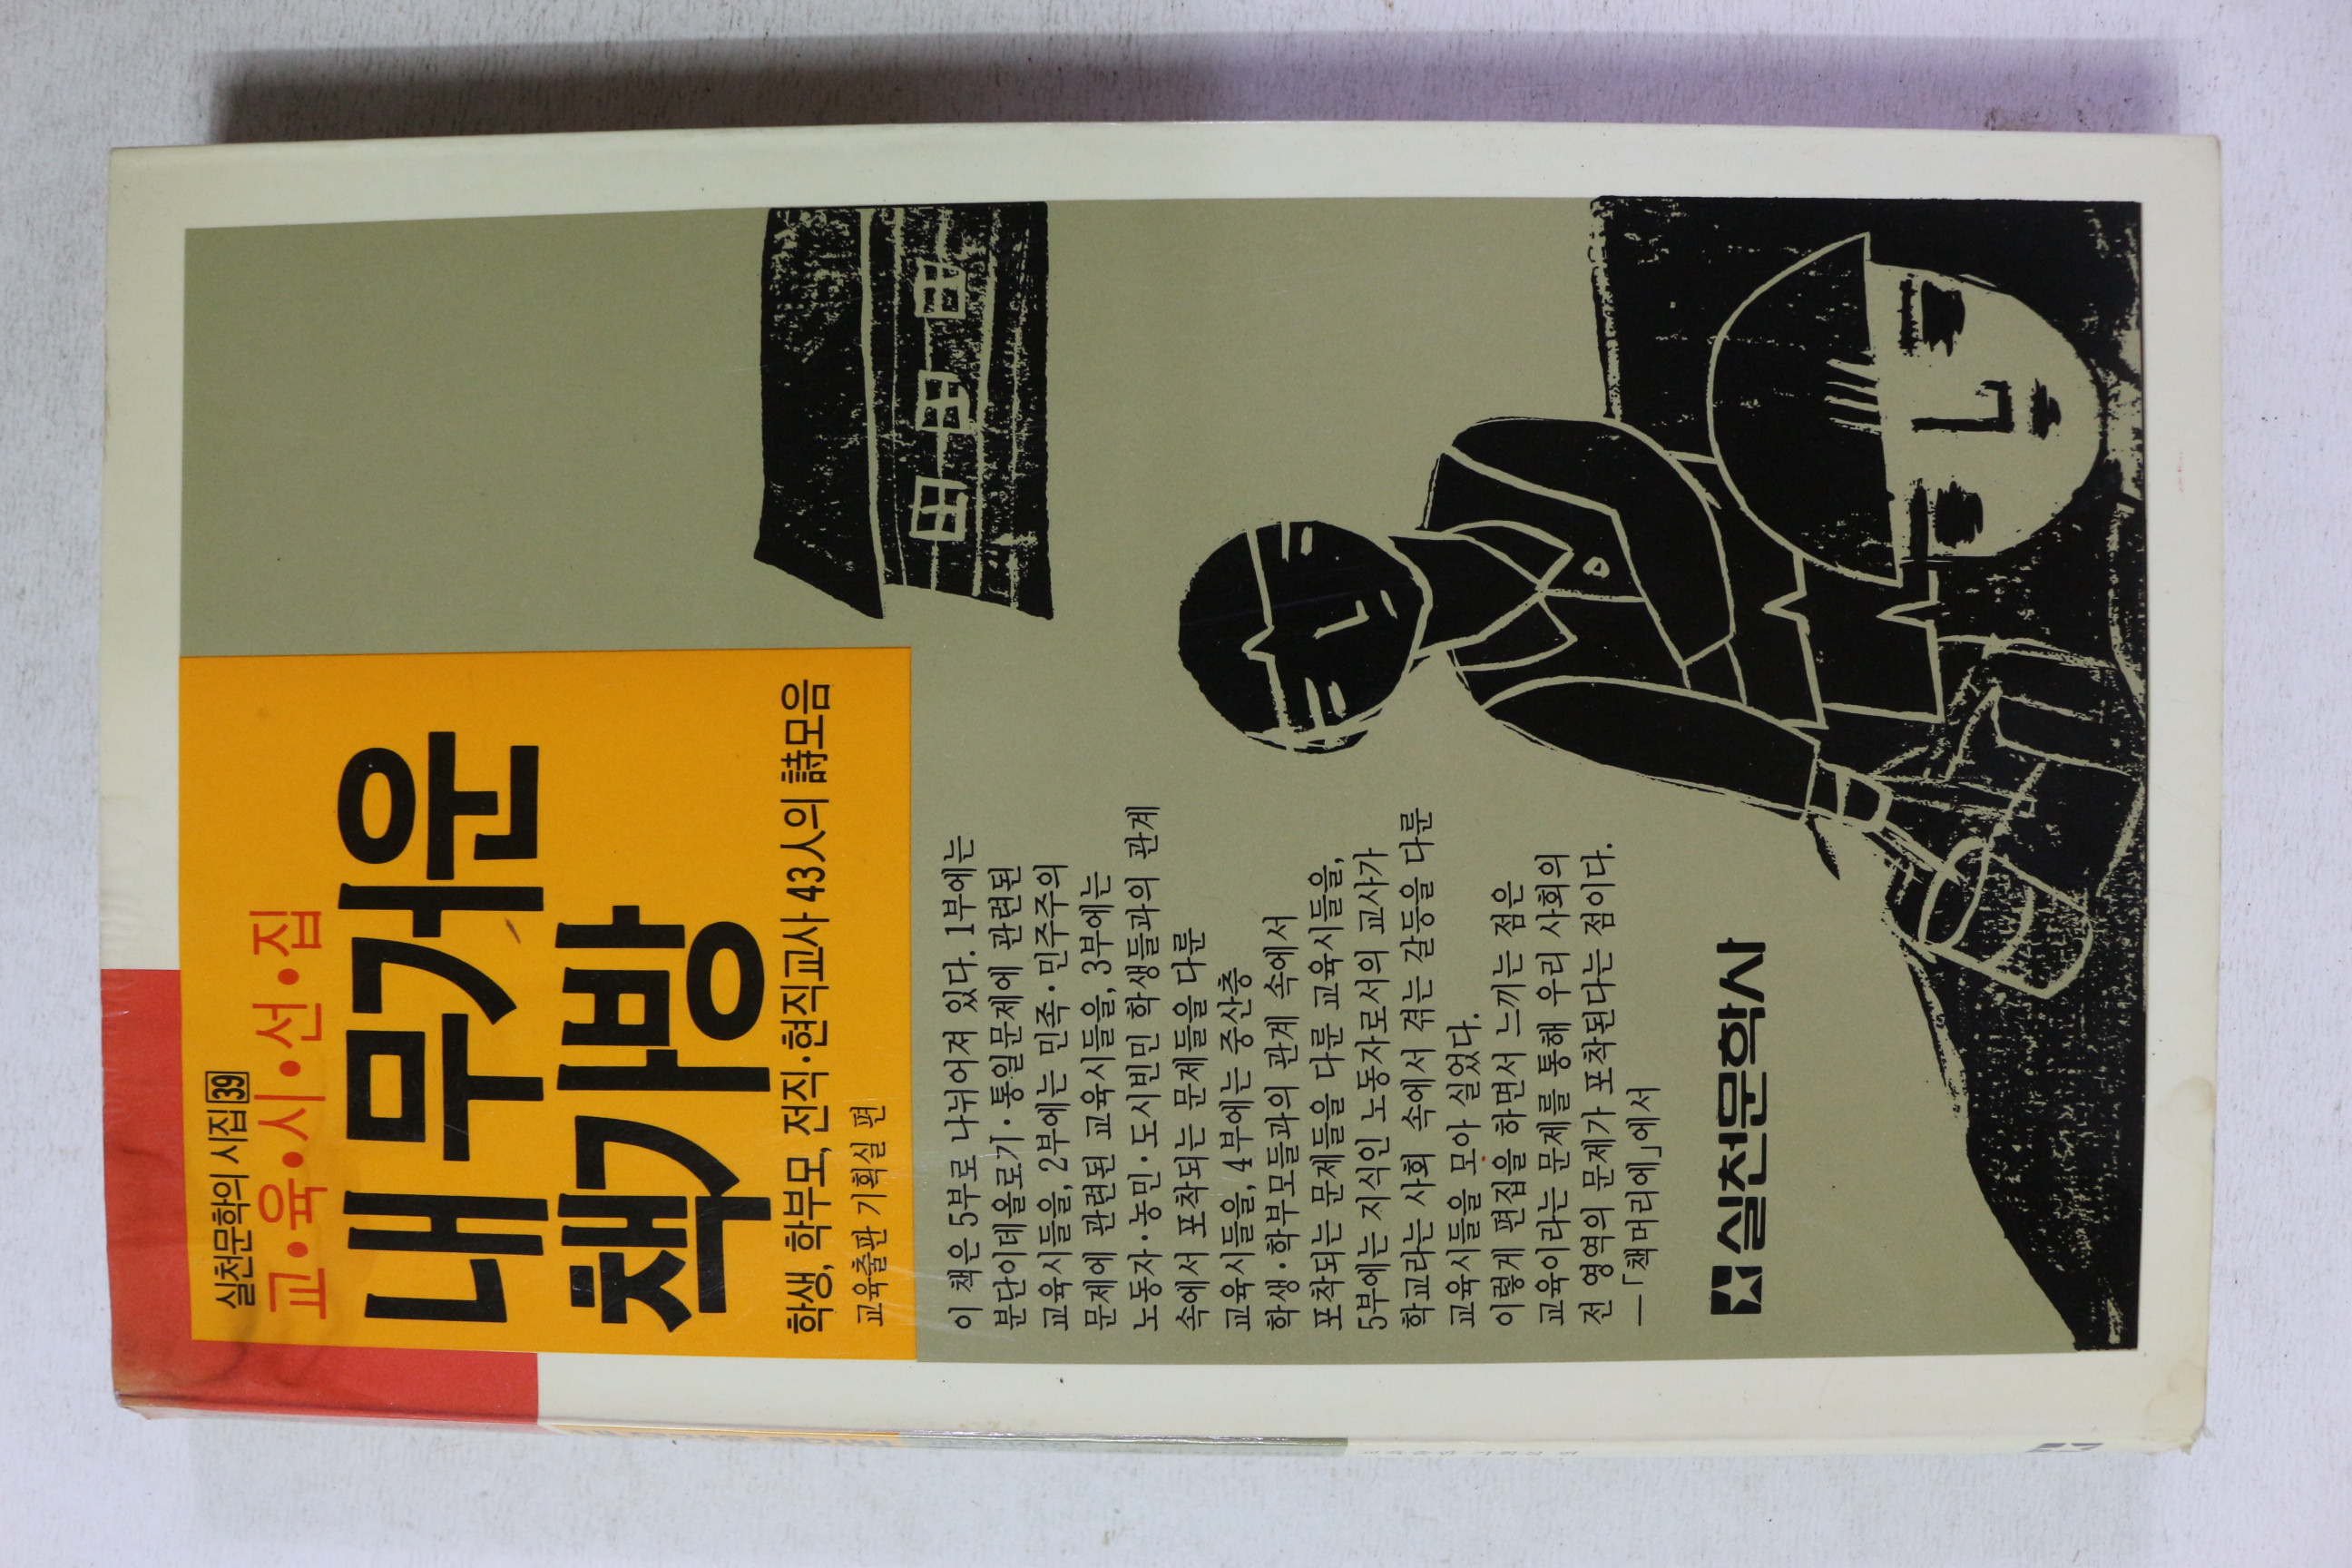 실천문학의 시집 39
교·육·시·선·집
내 무거운
책가방
학생, 학부모, 전직·현직교사 43人의 詩모음
교육출판 기획실 편
이 책은 5부로 나뉘어져 있다. 1부에는
분단이데올로기·통일문제에 관련된
교육시들을, 2부에는 민족·민주주의
문제에 관련된 교육시들을, 3부에는
노동자·농민·도시빈민 학생들과의 관계
속에서 포착되는 문제들을 다룬
교육시들을, 4부에는 중산층
학생·학부모들과의 관계 속에서
포착되는 문제들을 다룬 교육시들을,
5부에는 지식인 노동자로서의 교사가
학교라는 사회 속에서 겪는 갈등을 다룬
교육시들을 모아 실었다.
이렇게 편집을 하면서 느끼는 점은
교육이라는 문제를 통해 우리 사회의
전 영역의 문제가 포착된다는 점이다.
—「책머리에」에서
실천문학사